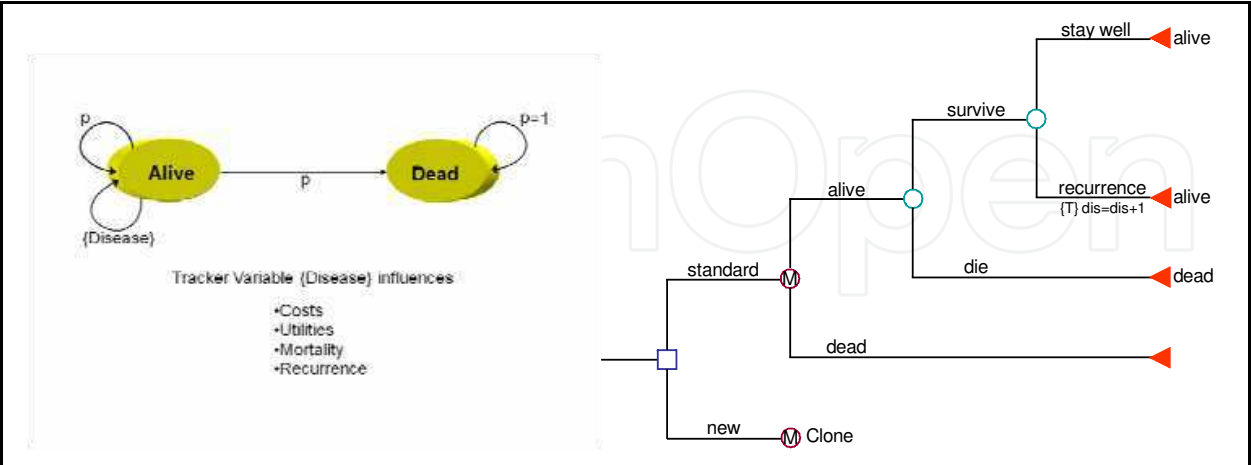 p
p=1
Alive
Dead
p
{Disease}
Tracker Variable {Disease} influences
•Costs
•Utilities
•Mortality
•Recurrence
stay well
alive
survive
recurrence
alive
{T} dis=dis+1
alive
die
dead
standard
M
dead
new
M Clone
nOpen